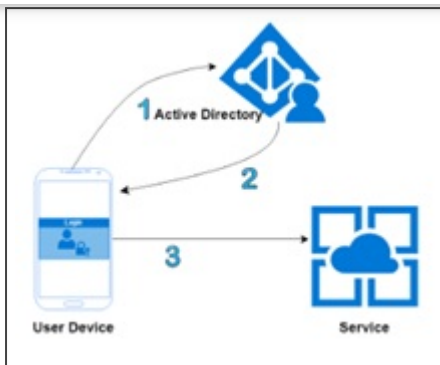 1
Active Directory
2
Login
3
User Device
Service